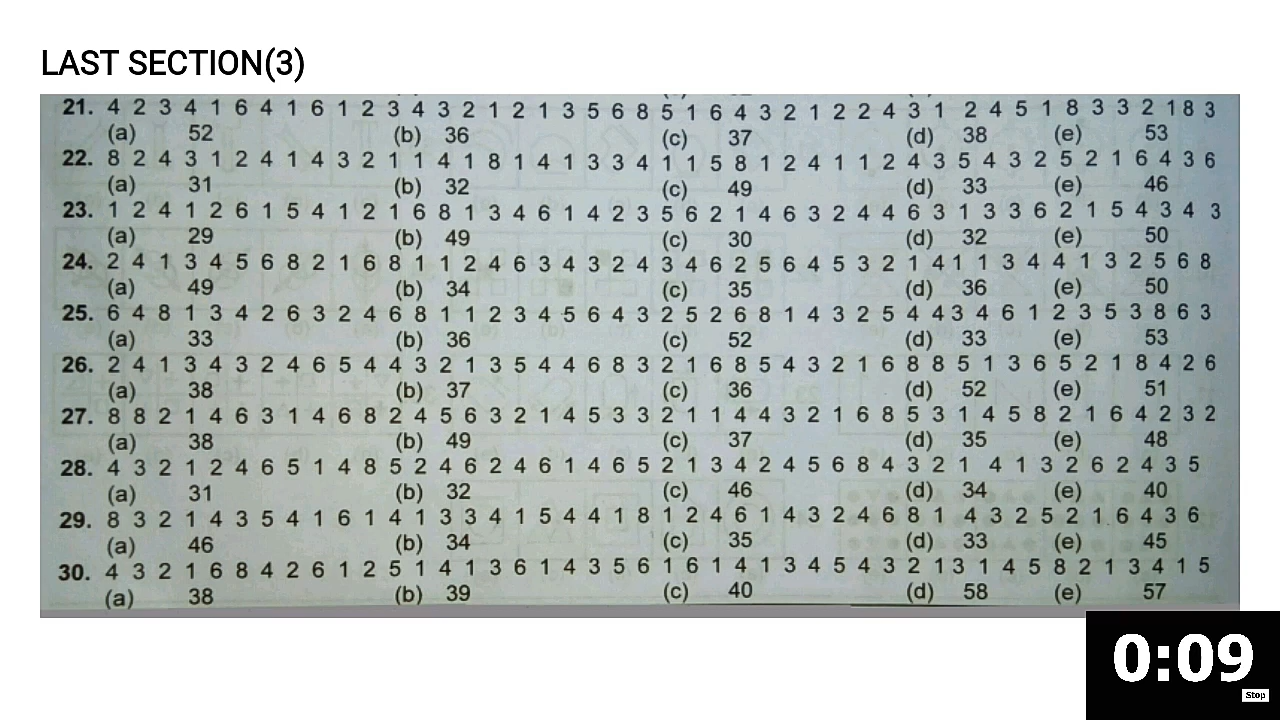 LAST SECTION(3)
21. 4 2 3 4 1 6 4 1 6 1 2 3 4 3 2 1 2 1 3 5 6 8 5 1 6 4 3 2 1 2 2 4 3 1 2 4 5 1 8 3 3 2 1 8 3
(a) 52 (b) 36 (c) 37 (d) 38 (e) 53
22. 8 2 4 3 1 2 4 1 4 3 2 1 1 4 1 8 1 4 1 3 3 4 1 1 5 8 1 2 4 1 1 2 4 3 5 4 3 2 5 2 1 6 4 3 6
(a) 31 (b) 32 (c) 49 (d) 33 (e) 46
23. 1 2 4 1 2 6 1 5 4 1 2 1 6 8 1 3 4 6 1 4 2 3 5 6 2 1 4 6 3 2 4 4 6 3 1 3 3 6 2 1 5 4 3 4 3
(a) 29 (b) 49 (c) 30 (d) 32 (e) 50
24. 2 4 1 3 4 5 6 8 2 1 6 8 1 1 2 4 6 3 4 3 2 4 3 4 6 2 5 6 4 5 3 2 1 4 1 1 3 4 4 1 3 2 5 6 8
(a) 49 (b) 34 (c) 35 (d) 36 (e) 50
25. 6 4 8 1 3 4 2 6 3 2 4 6 8 1 1 2 3 4 5 6 4 3 2 5 2 6 8 1 4 3 2 5 4 4 3 4 6 1 2 3 5 3 8 6 3
(a) 33 (b) 36 (c) 52 (d) 33 (e) 53
26. 2 4 1 3 4 3 2 4 6 5 4 4 3 2 1 3 5 4 4 6 8 3 2 1 6 8 5 4 3 2 1 6 8 8 5 1 3 6 5 2 1 8 4 2 6
(a) 38 (b) 37 (c) 36 (d) 52 (e) 51
27. 8 8 2 1 4 6 3 1 4 6 8 2 4 5 6 3 2 1 4 5 3 3 2 1 1 4 4 3 2 1 6 8 5 3 1 4 5 8 2 1 6 4 2 3 2
(a) 38 (b) 49 (c) 37 (d) 35 (e) 48
28. 4 3 2 1 2 4 6 5 1 4 8 5 2 4 6 2 4 6 1 4 6 5 2 1 3 4 2 4 5 6 8 4 3 2 1 4 1 3 2 6 2 4 3 5
(a) 31 (b) 32 (c) 46 (d) 34 (e) 40
29. 8 3 2 1 4 3 5 4 1 6 1 4 1 3 3 4 1 5 4 4 1 8 1 2 4 6 1 4 3 2 4 6 8 1 4 3 2 5 2 1 6 4 3 6
(a) 46 (b) 34 (c) 35 (d) 33 (e) 45
30. 4 3 2 1 6 8 4 2 6 1 2 5 1 4 1 3 6 1 4 3 5 6 1 6 1 4 1 3 4 5 4 3 2 1 3 1 4 5 8 2 1 3 4 1 5
(a) 38 (b) 39 (c) 40 (d) 58 (e) 57
0:09
Stop